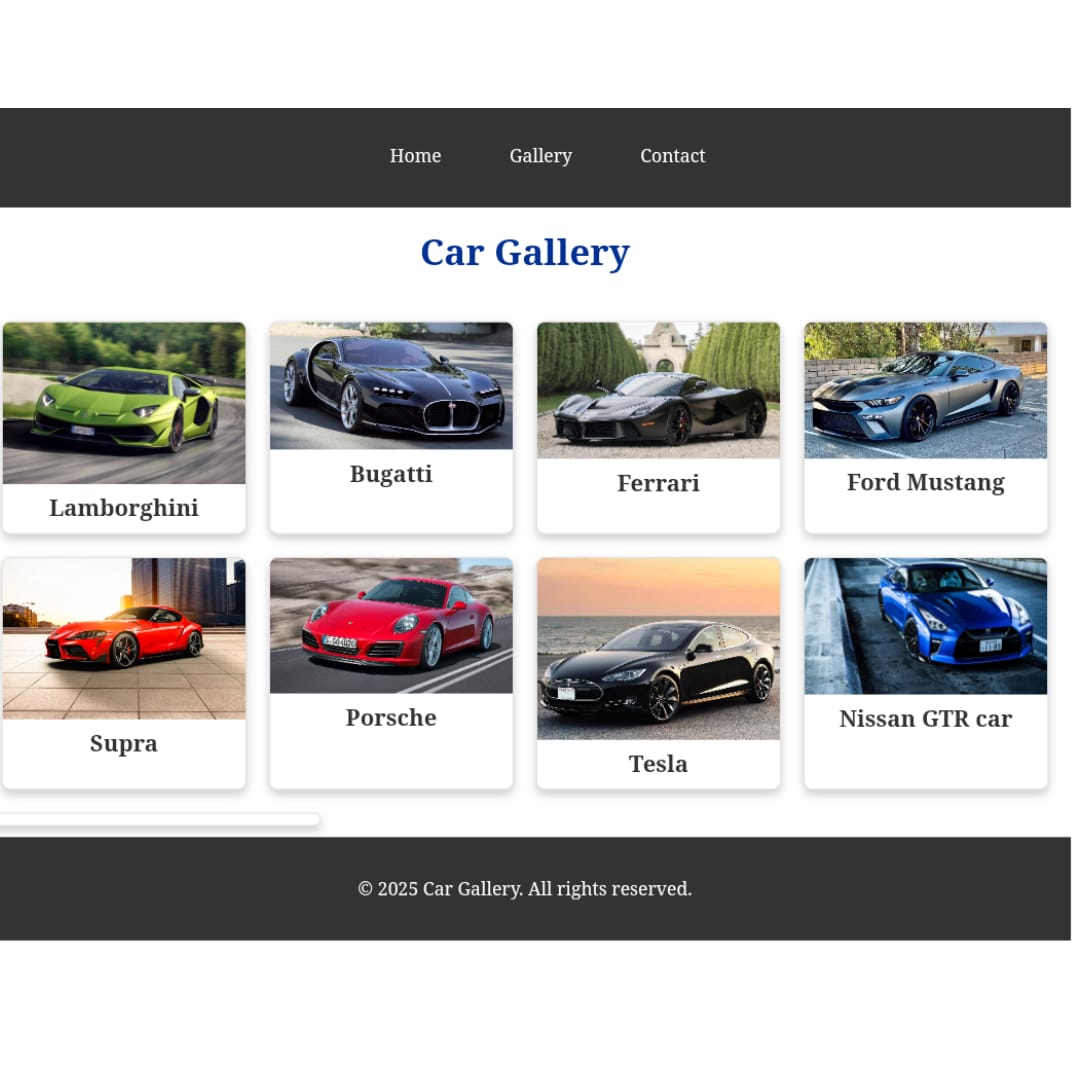 Home Gallery Contact
Car Gallery
Lamborghini
Bugatti
Ferrari
Ford Mustang
Supra
Porsche
Tesla
Nissan GTR car
© 2025 Car Gallery. All rights reserved.